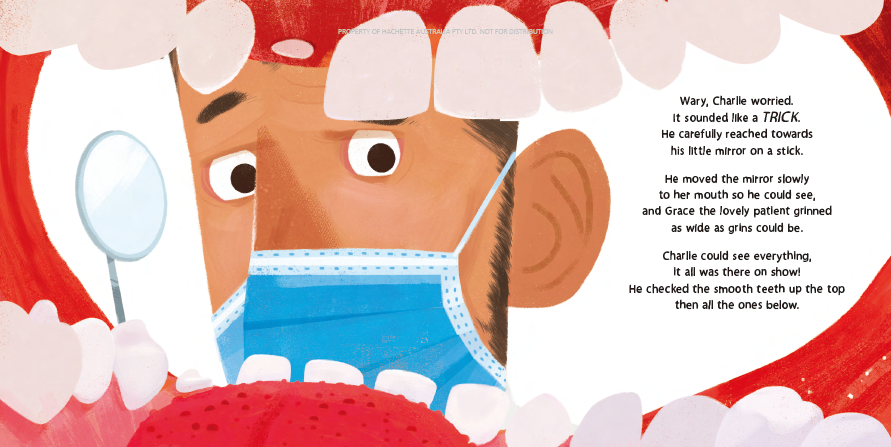 PROPERTY OF HACHETTE AUSTRALIA PTY LTD. NOT FOR DISTRIBUTION
Wary, Charlie worried.
It sounded like a TRICK.
He carefully reached towards
his little mirror on a stick.
He moved the mirror slowly
to her mouth so he could see,
and Grace the lovely patient grinned
as wide as grins could be.
Charlie could see everything,
it all was there on show!
He checked the smooth teeth up the top
then all the ones below.